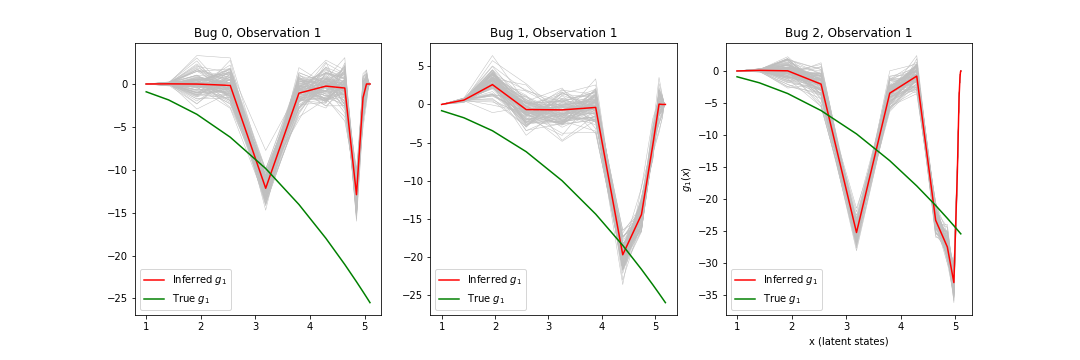 Bug 0, Observation 1
0
−5
−10
−15
−20
−25
1 2 3 4 5
Inferred g₁
True g₁
Bug 1, Observation 1
5
0
−5
−10
−15
−20
−25
1 2 3 4 5
Inferred g₁
True g₁
Bug 2, Observation 1
g₁(x)
0
−5
−10
−15
−20
−25
−30
−35
1 2 3 4 5
x (latent states)
Inferred g₁
True g₁